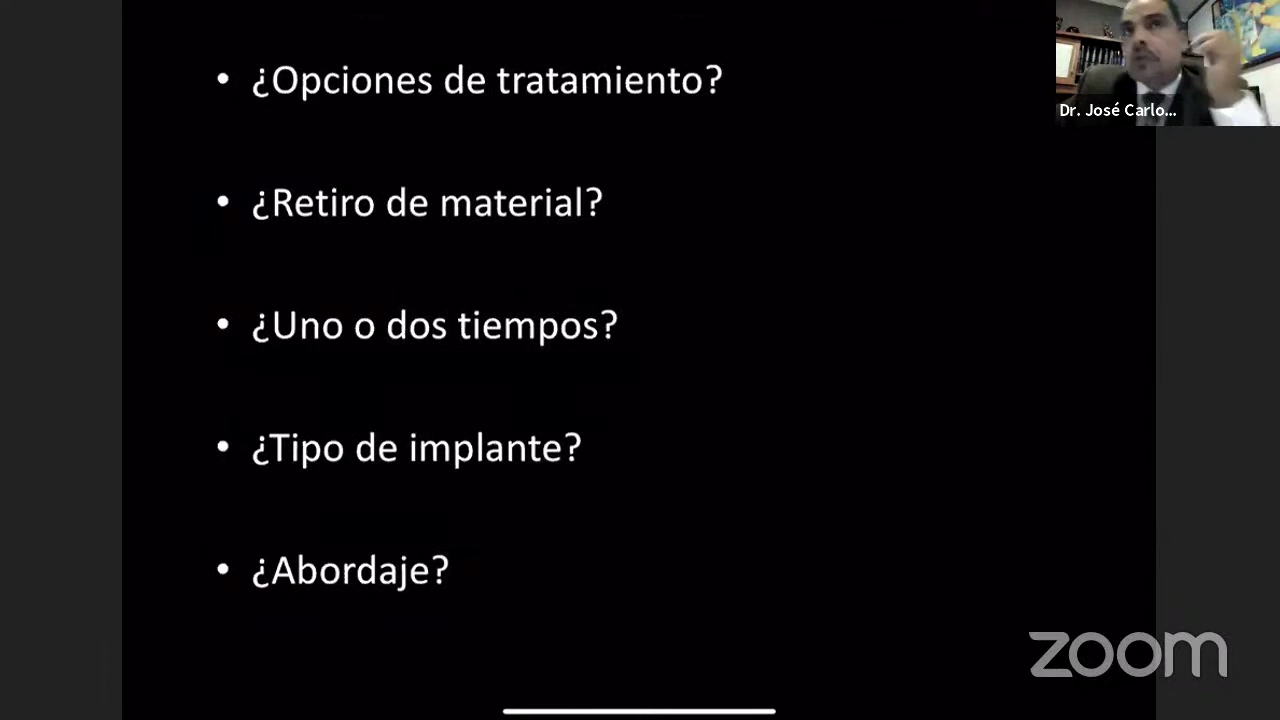 • ¿Opciones de tratamiento?
• ¿Retiro de material?
• ¿Uno o dos tiempos?
• ¿Tipo de implante?
• ¿Abordaje?
Dr. José Carlo...
zoom